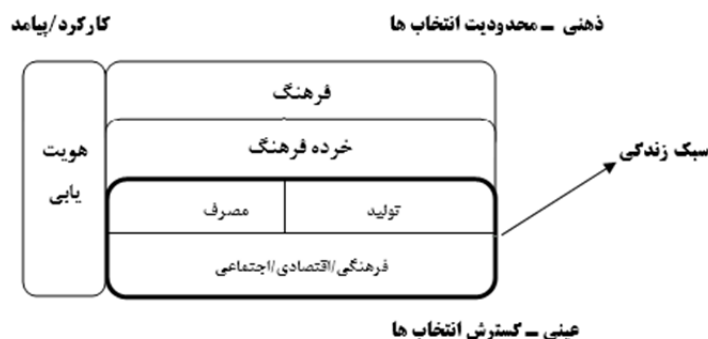 ذهنی – محدودیت انتخاب ها
کارکرد/پیامد
فرهنگ
خرده فرهنگ
هویت
یابی
سبک زندگی
تولید
مصرف
فرهنگی/اقتصادی/اجتماعی
عینی – گسترش انتخاب ها